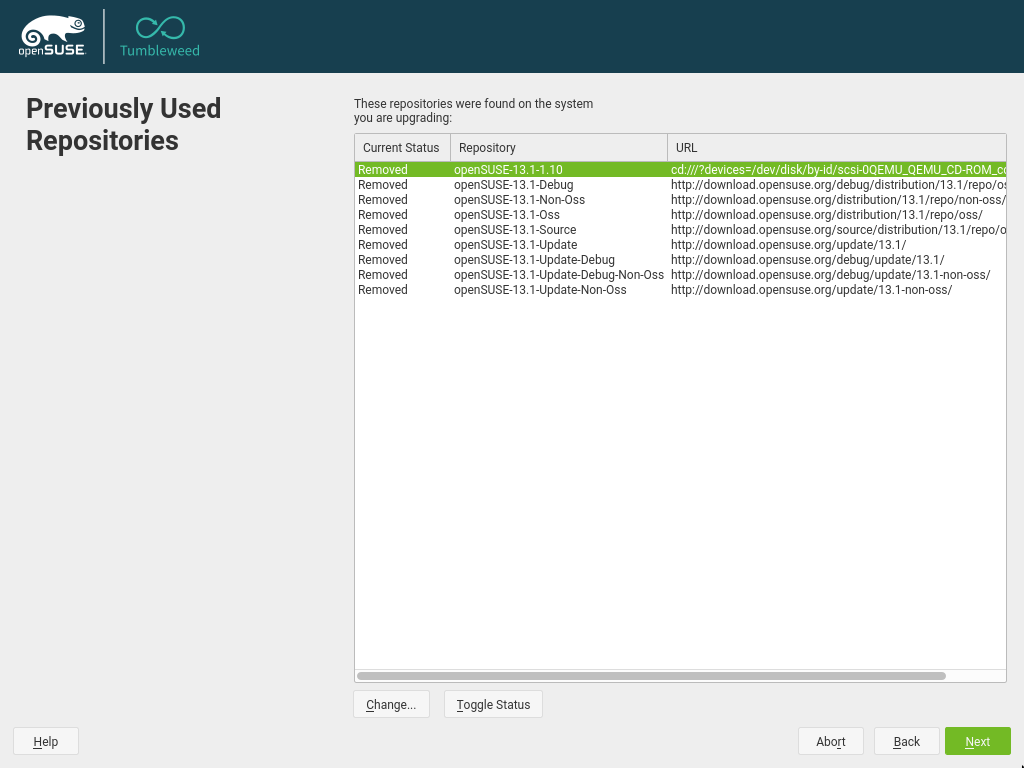 openSUSE.
Tumbleweed
Previously Used
Repositories
These repositories were found on the system
you are upgrading:
Current Status Repository URL
Removed openSUSE-13.1-1.10 cd:///?devices=/dev/disk/by-id/scsi-0QEMU_QEMU_CD-ROM_
Removed openSUSE-13.1-Debug http://download.opensuse.org/debug/distribution/13.1/repo/os
Removed openSUSE-13.1-Non-Oss http://download.opensuse.org/distribution/13.1/repo/non-oss/
Removed openSUSE-13.1-Oss http://download.opensuse.org/distribution/13.1/repo/oss/
Removed openSUSE-13.1-Source http://download.opensuse.org/source/distribution/13.1/repo/o
Removed openSUSE-13.1-Update http://download.opensuse.org/update/13.1/
Removed openSUSE-13.1-Update-Debug http://download.opensuse.org/debug/update/13.1/
Removed openSUSE-13.1-Update-Debug-Non-Oss http://download.opensuse.org/debug/update/13.1-non-oss/
Removed openSUSE-13.1-Update-Non-Oss http://download.opensuse.org/update/13.1-non-oss/
Change... Toggle Status
Help Abort Back Next